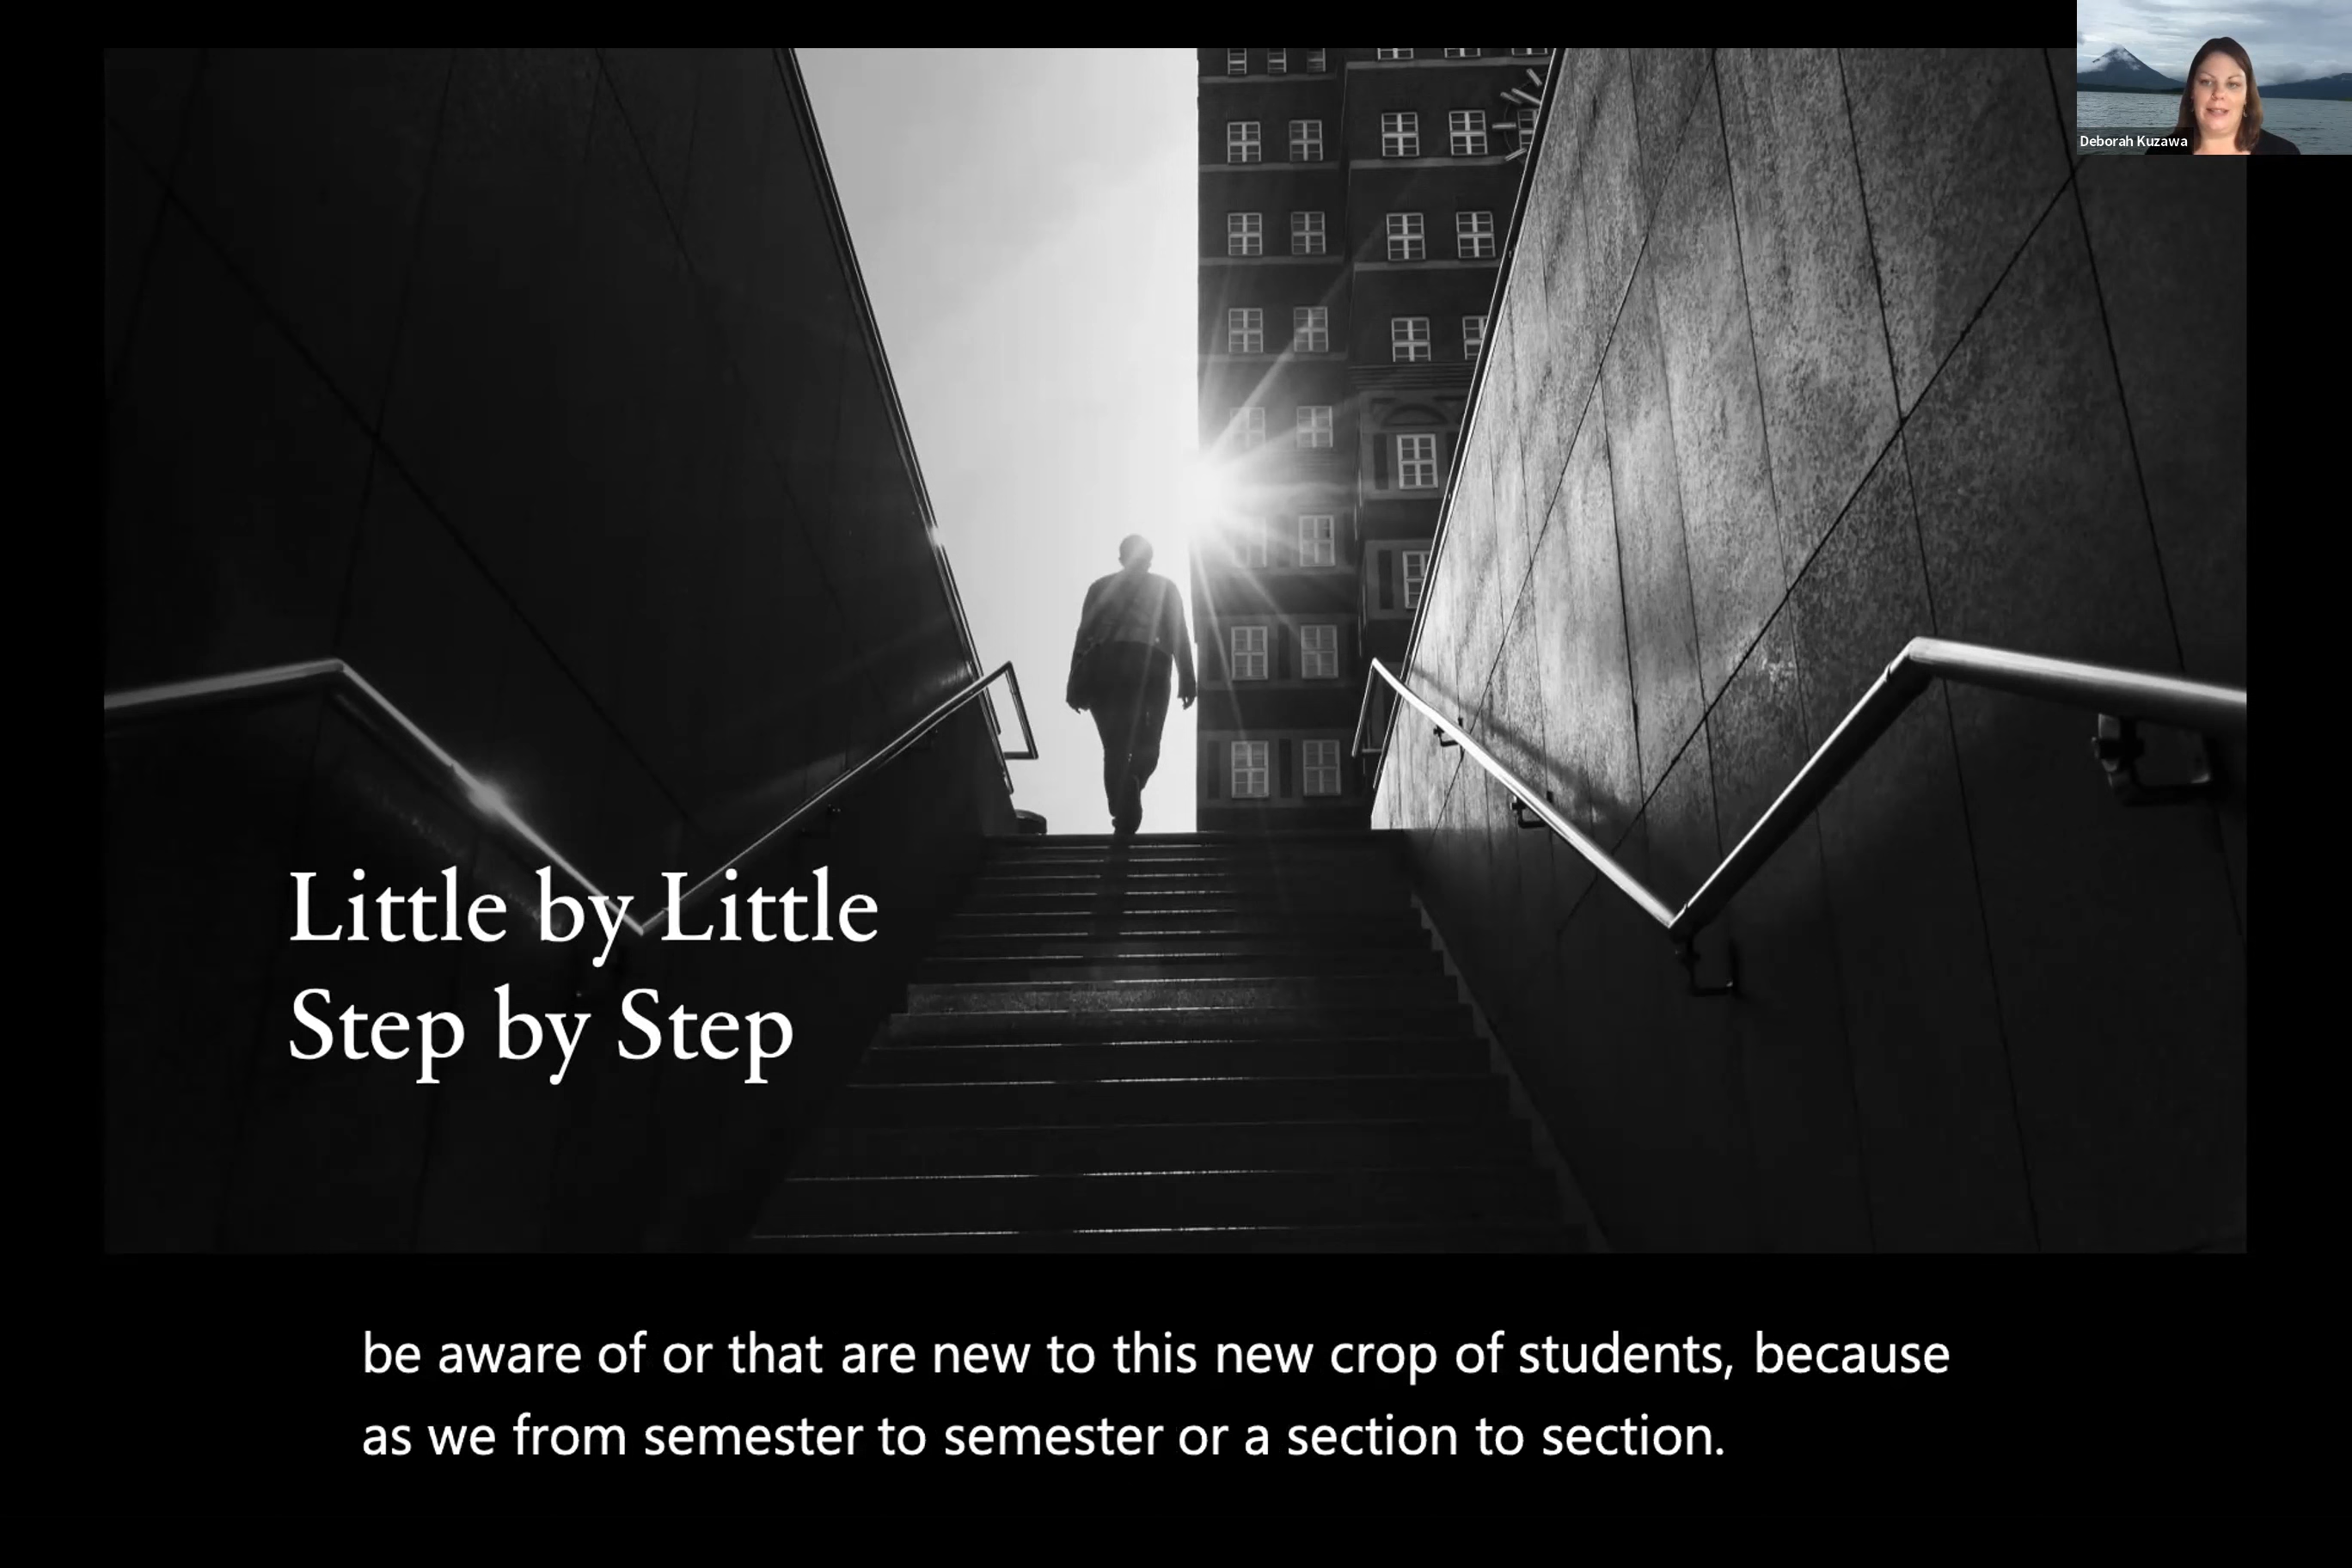 Deborah Kuzawa
Little by Little
Step by Step
be aware of or that are new to this new crop of students, because
as we from semester to semester or a section to section.